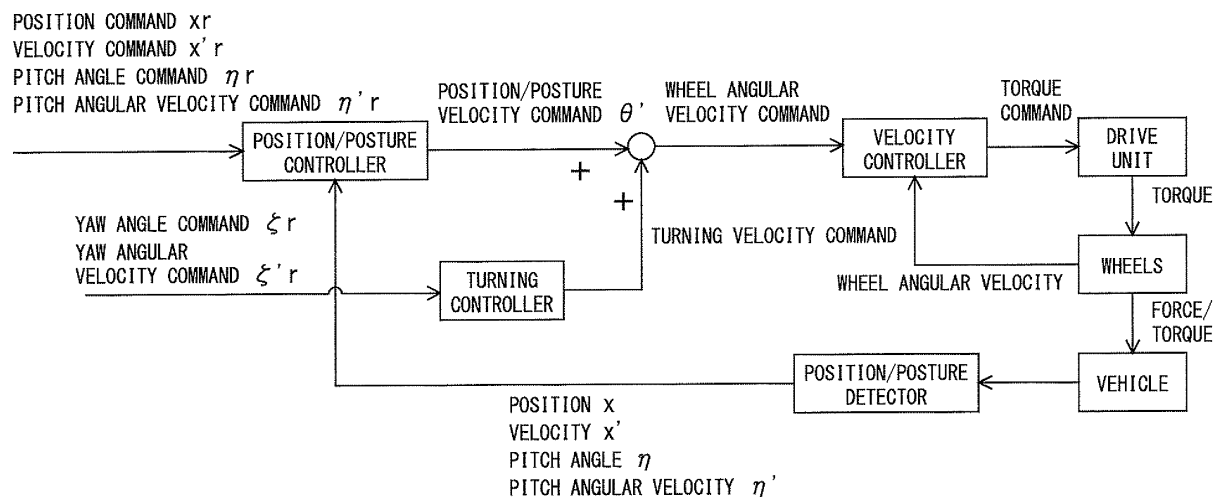 POSITION COMMAND xr
VELOCITY COMMAND x'r
PITCH ANGLE COMMAND ηr
PITCH ANGULAR VELOCITY COMMAND η'r
POSITION/POSTURE
CONTROLLER
POSITION/POSTURE
VELOCITY COMMAND θ'
+
+
WHEEL ANGULAR
VELOCITY COMMAND
VELOCITY
CONTROLLER
TORQUE
COMMAND
DRIVE
UNIT
TORQUE
YAW ANGLE COMMAND ζr
YAW ANGULAR
VELOCITY COMMAND ζ'r
TURNING
CONTROLLER
TURNING VELOCITY COMMAND
WHEEL ANGULAR VELOCITY
WHEELS
FORCE/
TORQUE
VEHICLE
POSITION/POSTURE
DETECTOR
POSITION x
VELOCITY x'
PITCH ANGLE η
PITCH ANGULAR VELOCITY η'